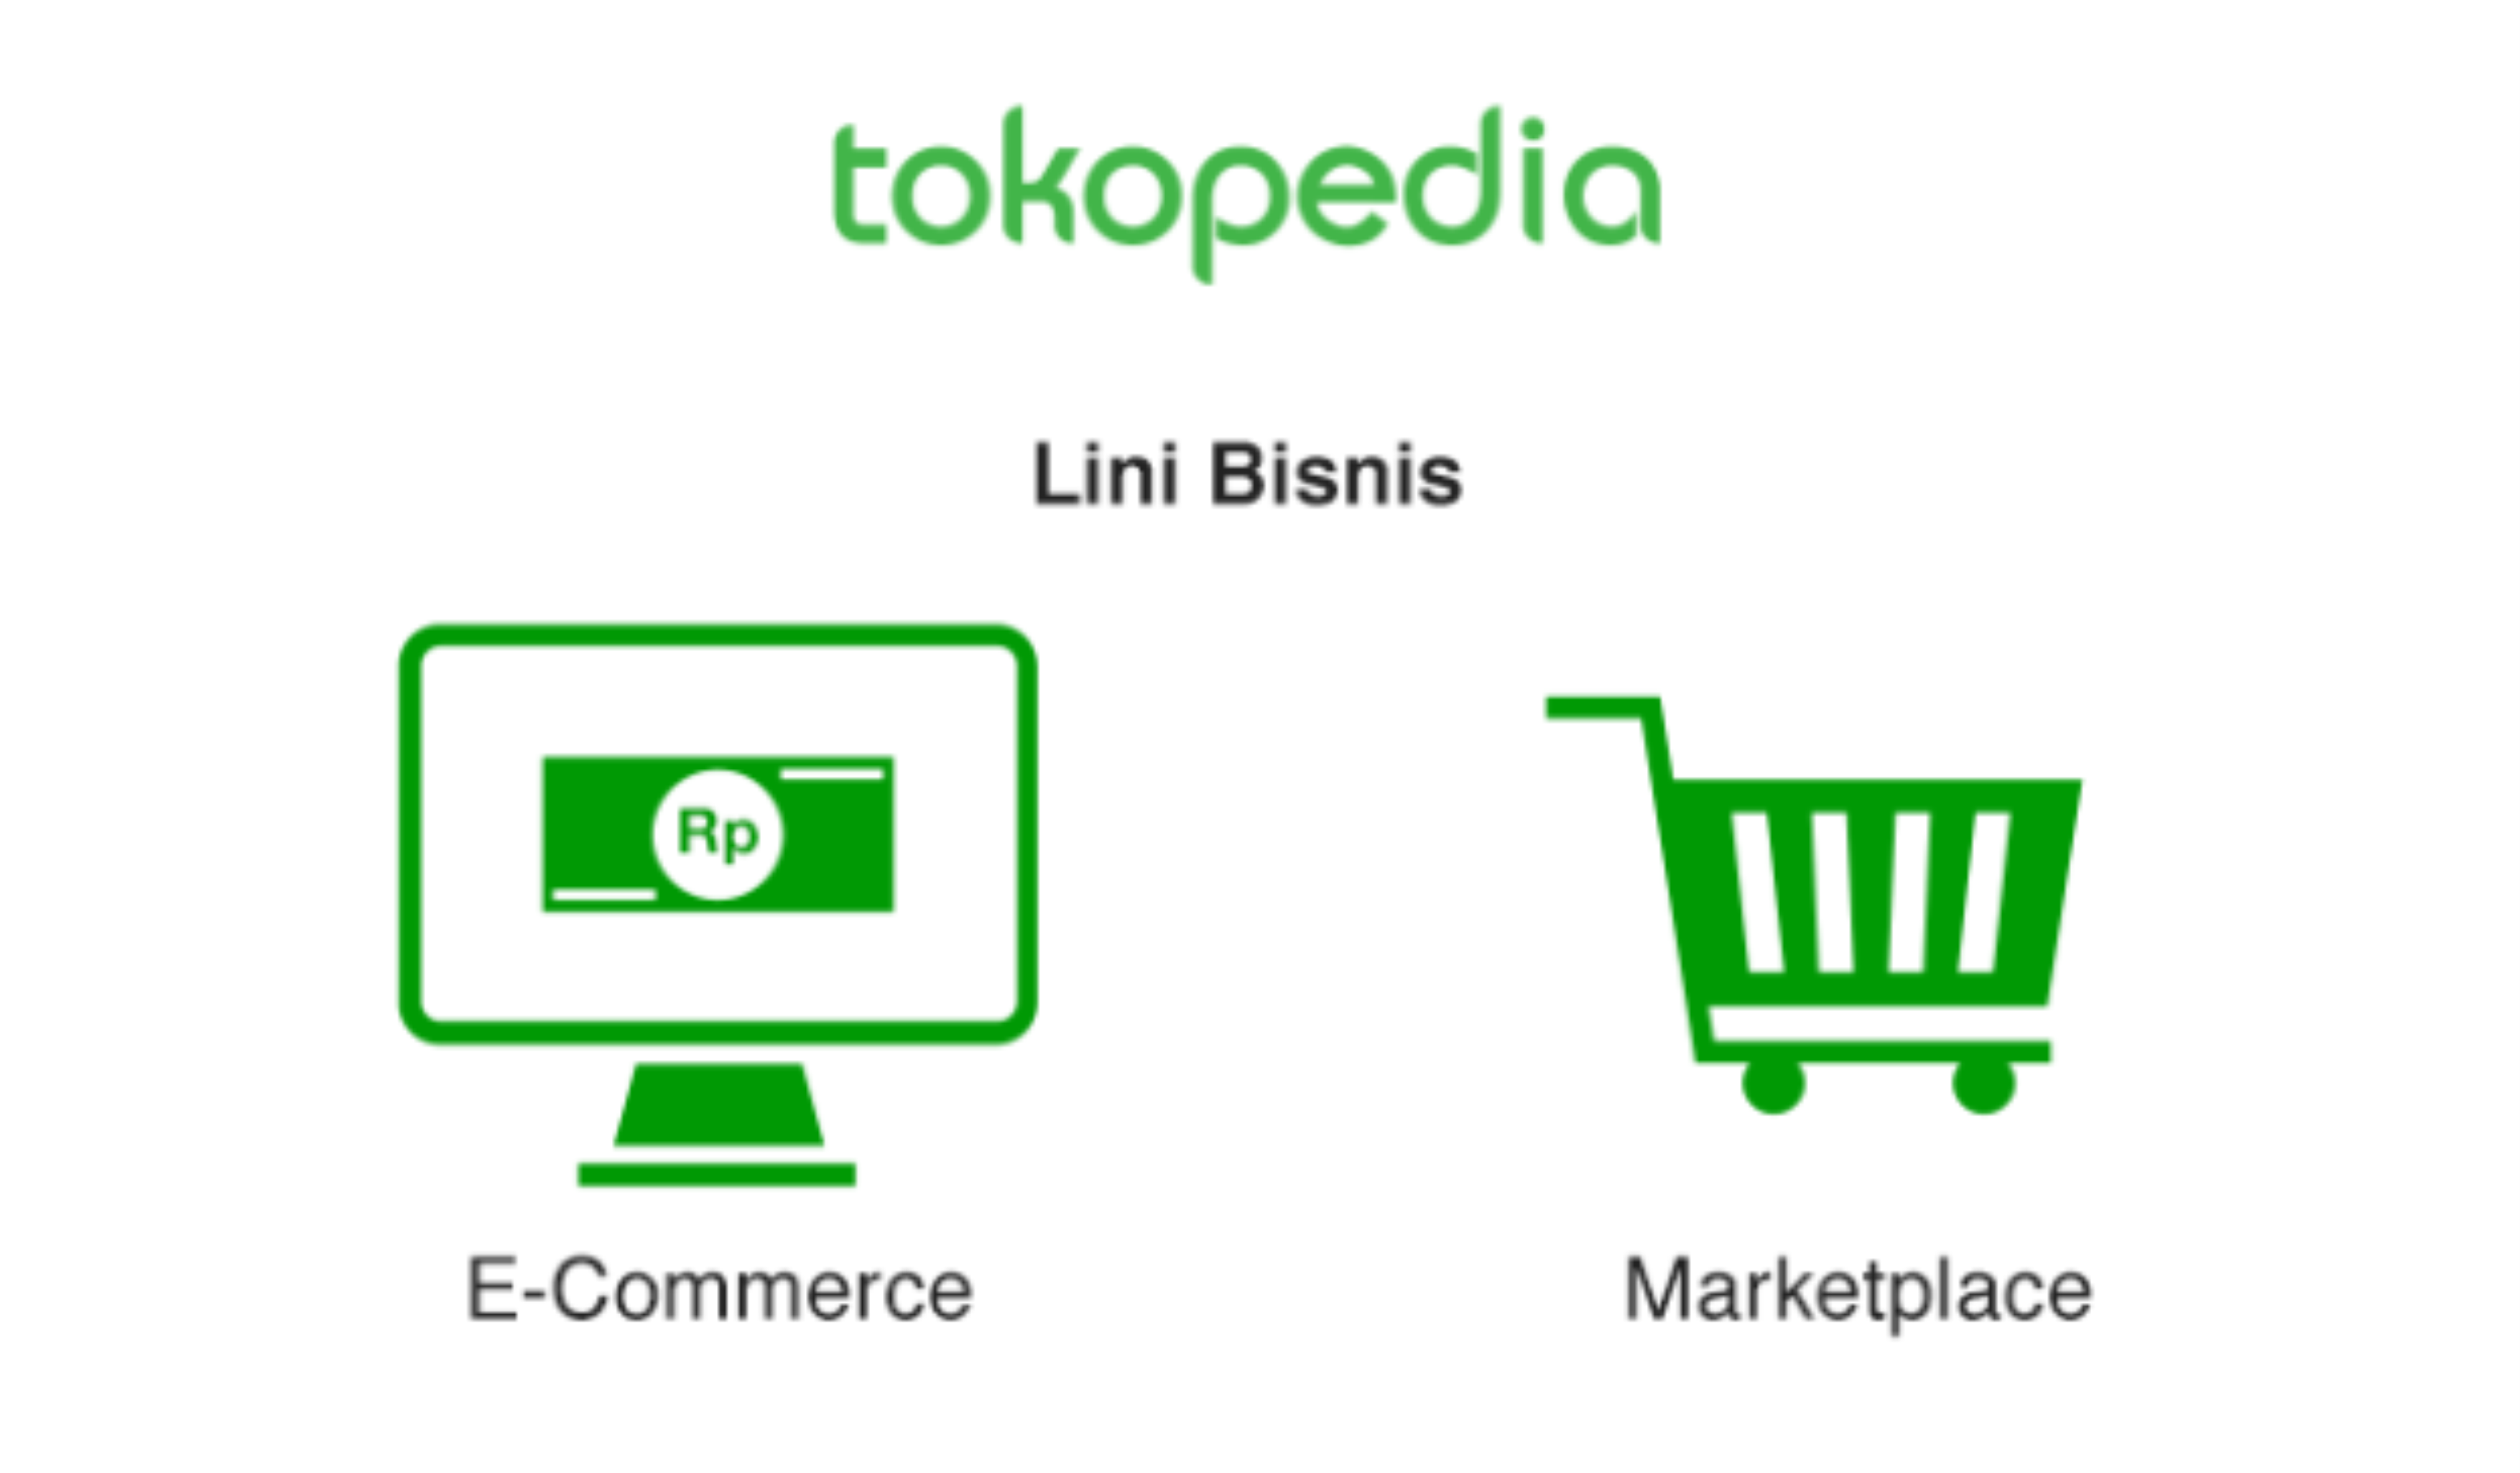 tokopedia
Lini Bisnis
Rp
E-Commerce
Marketplace